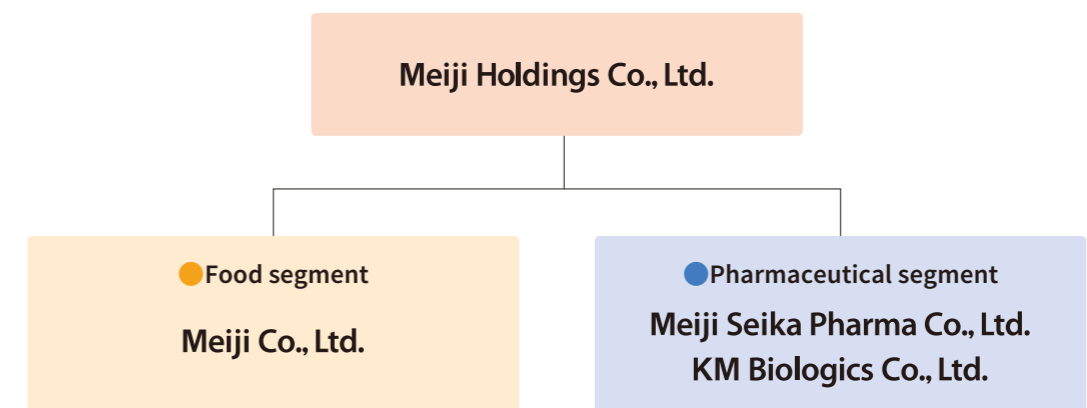 Meiji Holdings Co., Ltd.
Food segment
Meiji Co., Ltd.
Pharmaceutical segment
Meiji Seika Pharma Co., Ltd.
KM Biologics Co., Ltd.